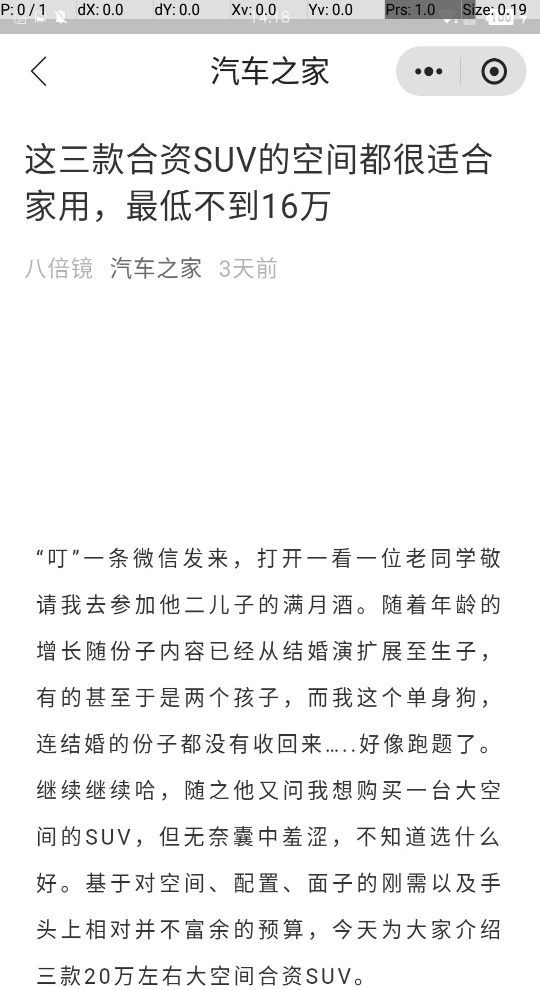 P: 0 / 1 dX: 0.0 dY: 0.0 Xv: 0.0 Yv: 0.0 Prs: 1.0 Size: 0.19
14:18 100
汽车之家
这三款合资SUV的空间都很适合
家用，最低不到16万
八倍镜 汽车之家 3天前
“叮”一条微信发来，打开一看一位老同学敬
请我去参加他二儿子的满月酒。随着年龄的
增长随份子内容已经从结婚演扩展至生子，
有的甚至于是两个孩子，而我这个单身狗，
连结婚的份子都没有收回来…..好像跑题了。
继续继续哈，随之他又问我想购买一台大空
间的SUV，但无奈囊中羞涩，不知道选什么
好。基于对空间、配置、面子的刚需以及手
头上相对并不富余的预算，今天为大家介绍
三款20万左右大空间合资SUV。